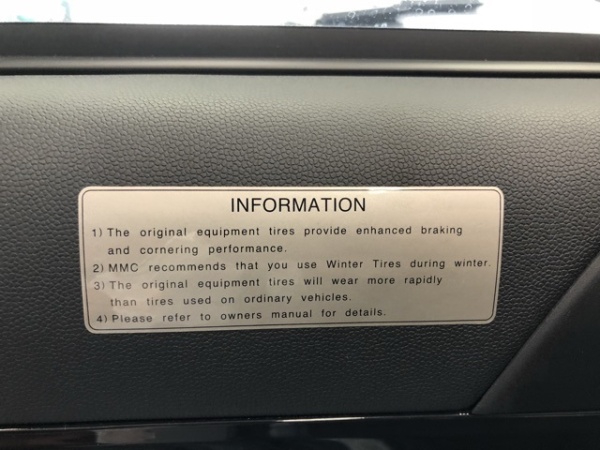 INFORMATION
1) The original equipment tires provide enhanced braking
and cornering performance.
2) MMC recommends that you use Winter Tires during winter.
3) The original equipment tires will wear more rapidly
than tires used on ordinary vehicles.
4) Please refer to owners manual for details.